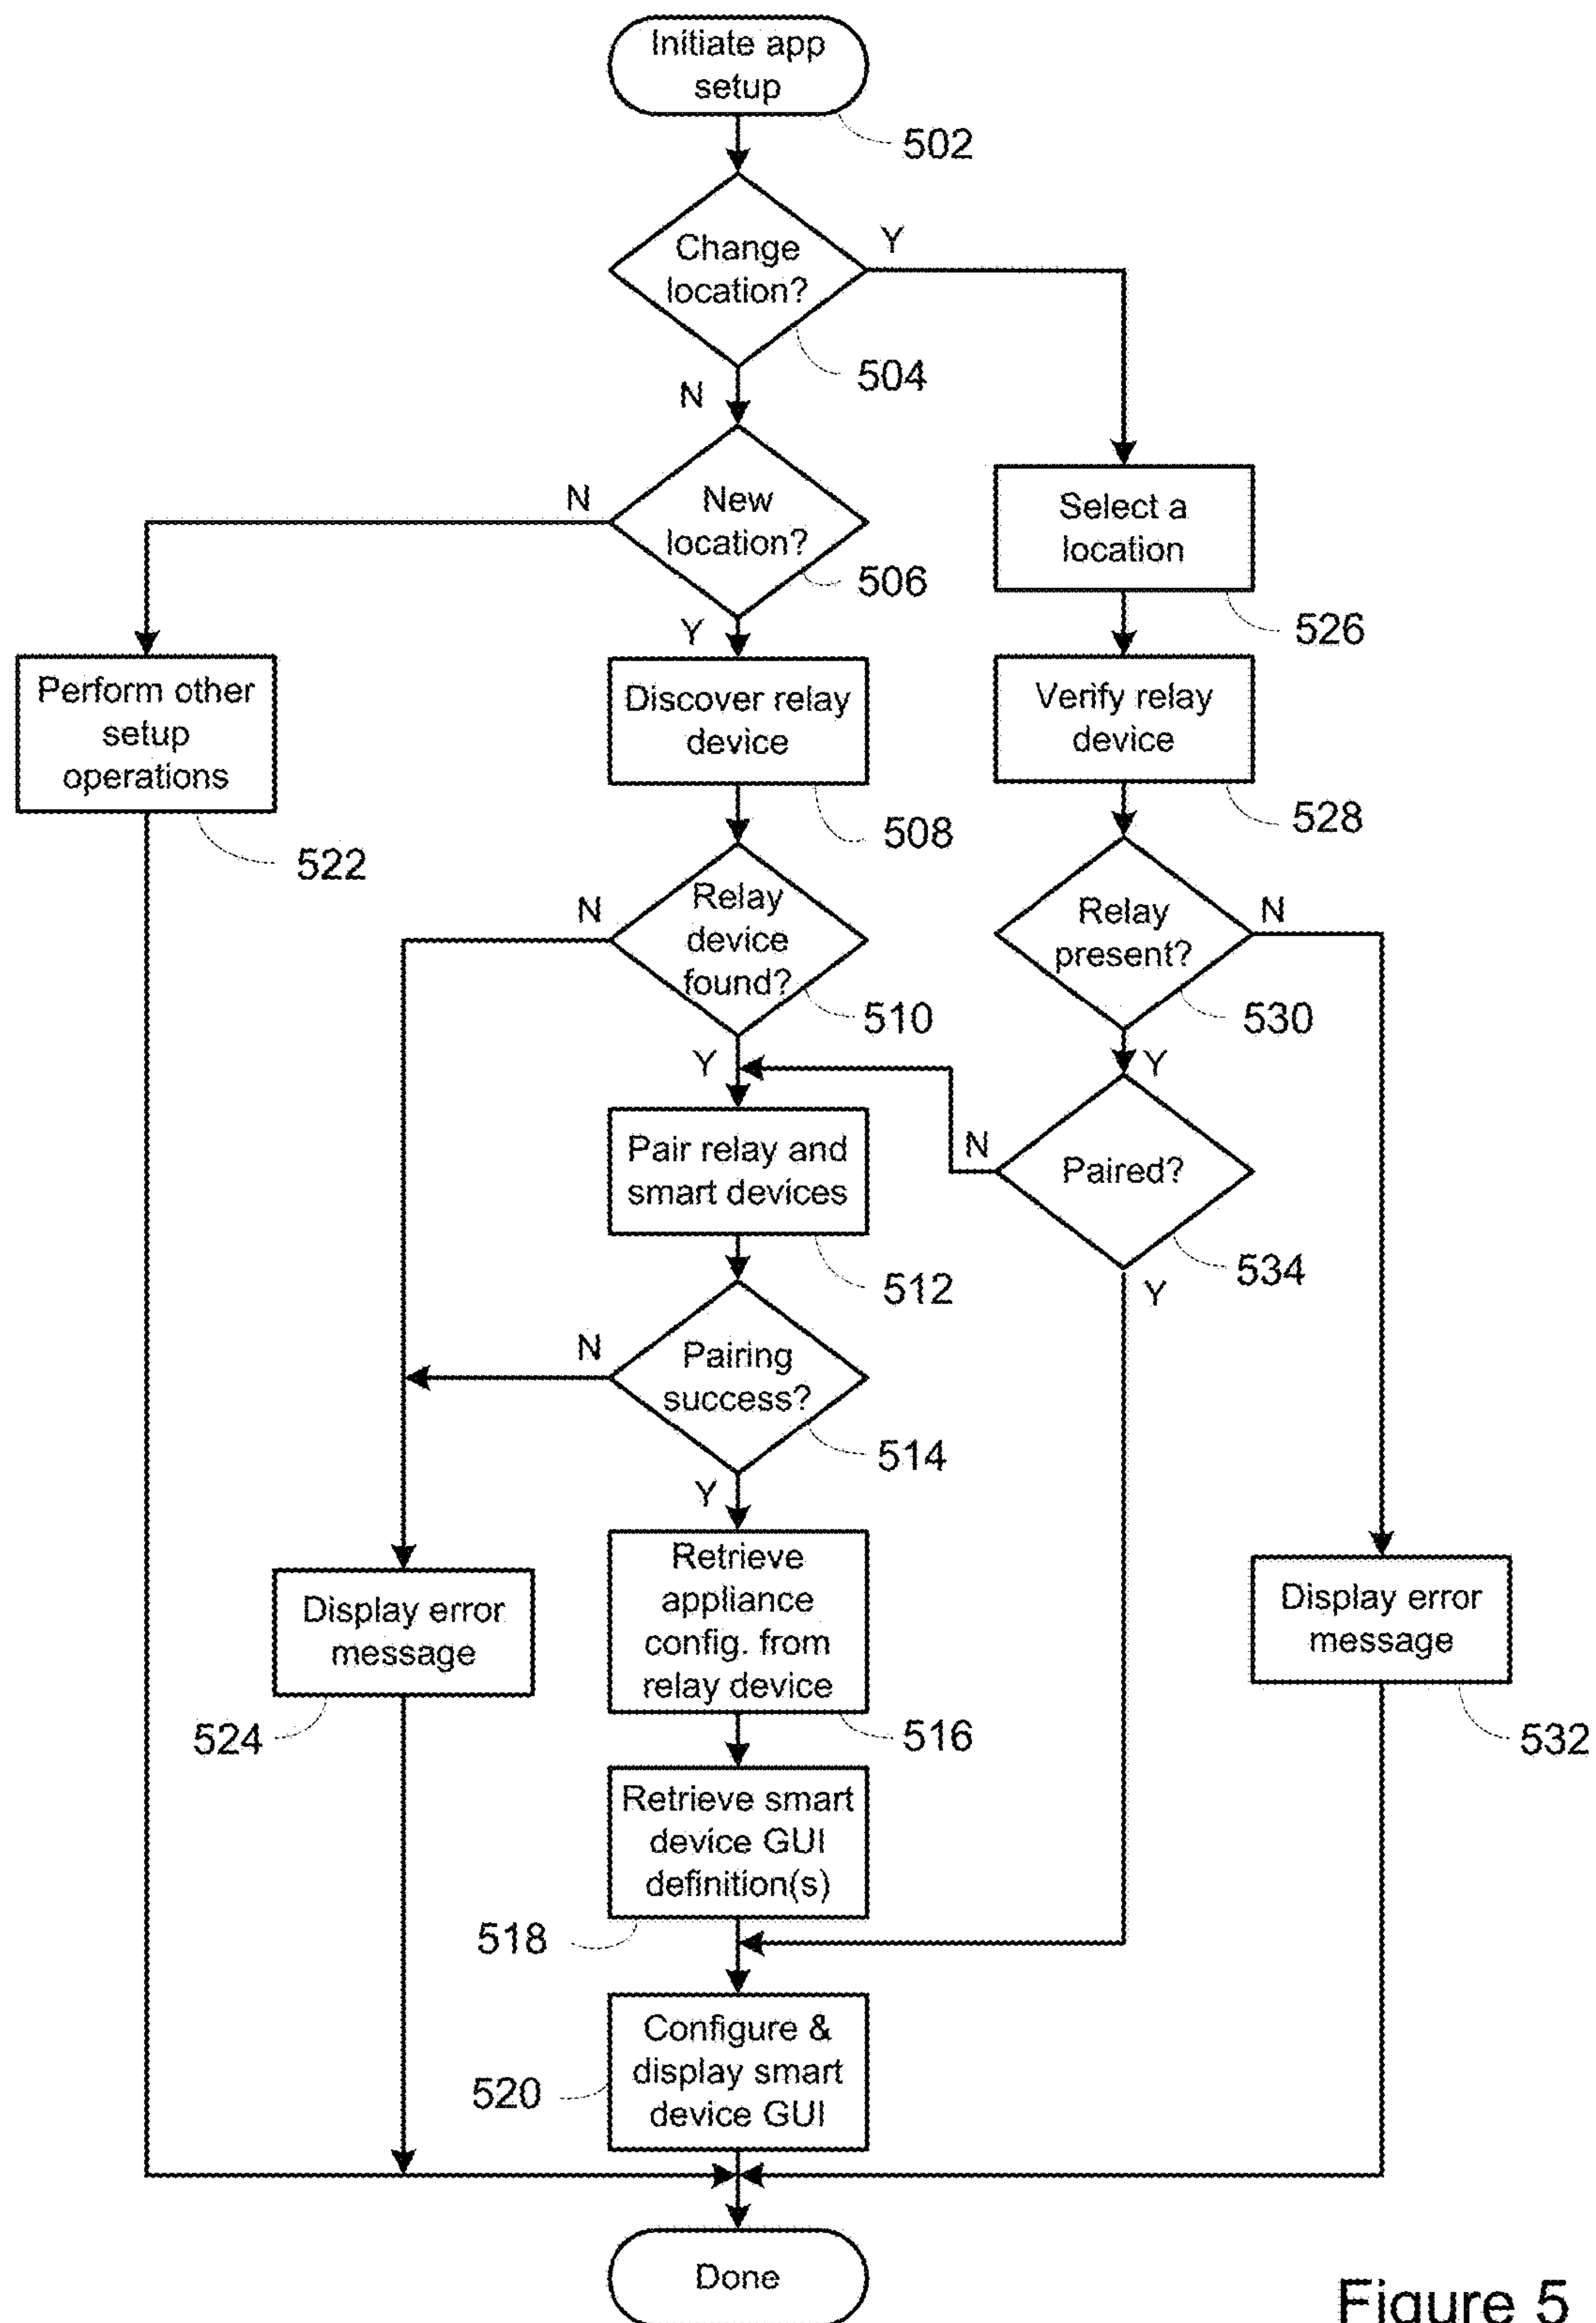 Initiate app
setup
502
Change
location?
Y
504
N
New
location?
N
506
Y
Select a
location
526
Perform other
setup
operations
522
Discover relay
device
508
Verify relay
device
528
Relay
device
found?
N
510
Y
Relay
present?
N
530
Y
Pair relay and
smart devices
512
Paired?
N
534
Y
Pairing
success?
N
514
Y
Display error
message
524
Retrieve
appliance
config. from
relay device
516
Display error
message
532
Retrieve smart
device GUI
definition(s)
518
Configure &
display smart
device GUI
520
Done
Figure 5